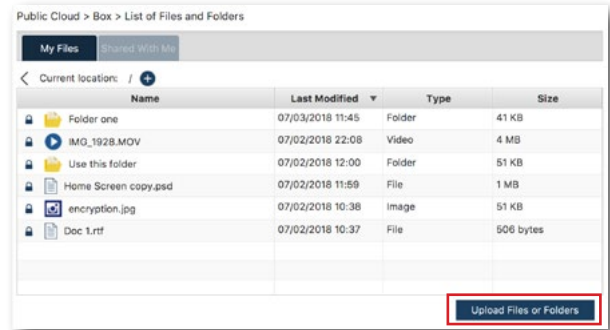 Public Cloud > Box > List of Files and Folders
My Files Shared With Me
Current location: /
Name Last Modified Type Size
Folder one 07/03/2018 11:45 Folder 41 KB
IMG_1928.MOV 07/02/2018 22:08 Video 4 MB
Use this folder 07/02/2018 12:00 Folder 51 KB
Home Screen copy.psd 07/02/2018 11:59 File 1 MB
encryption.jpg 07/02/2018 10:38 Image 51 KB
Doc 1.rtf 07/02/2018 10:37 File 506 bytes
Upload Files or Folders